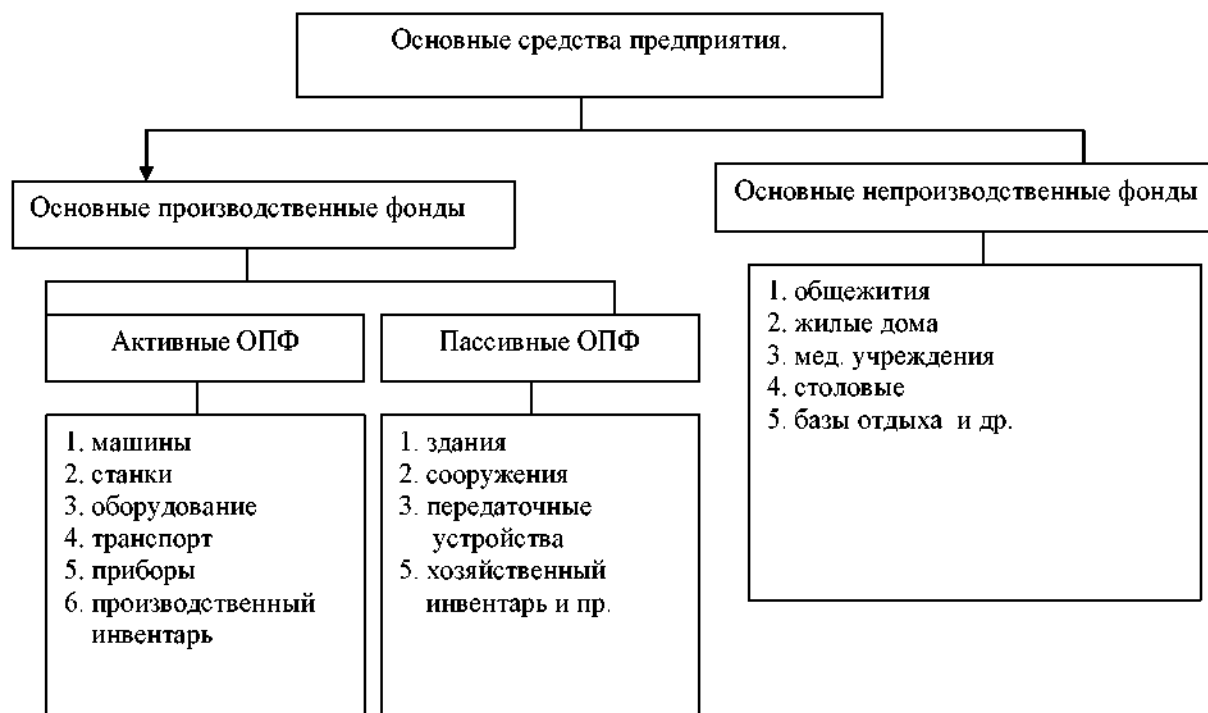 Основные средства предприятия.
Основные производственные фонды
Основные непроизводственные фонды
Активные ОПФ
Пассивные ОПФ
1. машины
2. станки
3. оборудование
4. транспорт
5. приборы
6. производственный
инвентарь
1. здания
2. сооружения
3. передаточные
устройства
5. хозяйственный
инвентарь и пр.
1. общежития
2. жилые дома
3. мед. учреждения
4. столовые
5. базы отдыха и др.